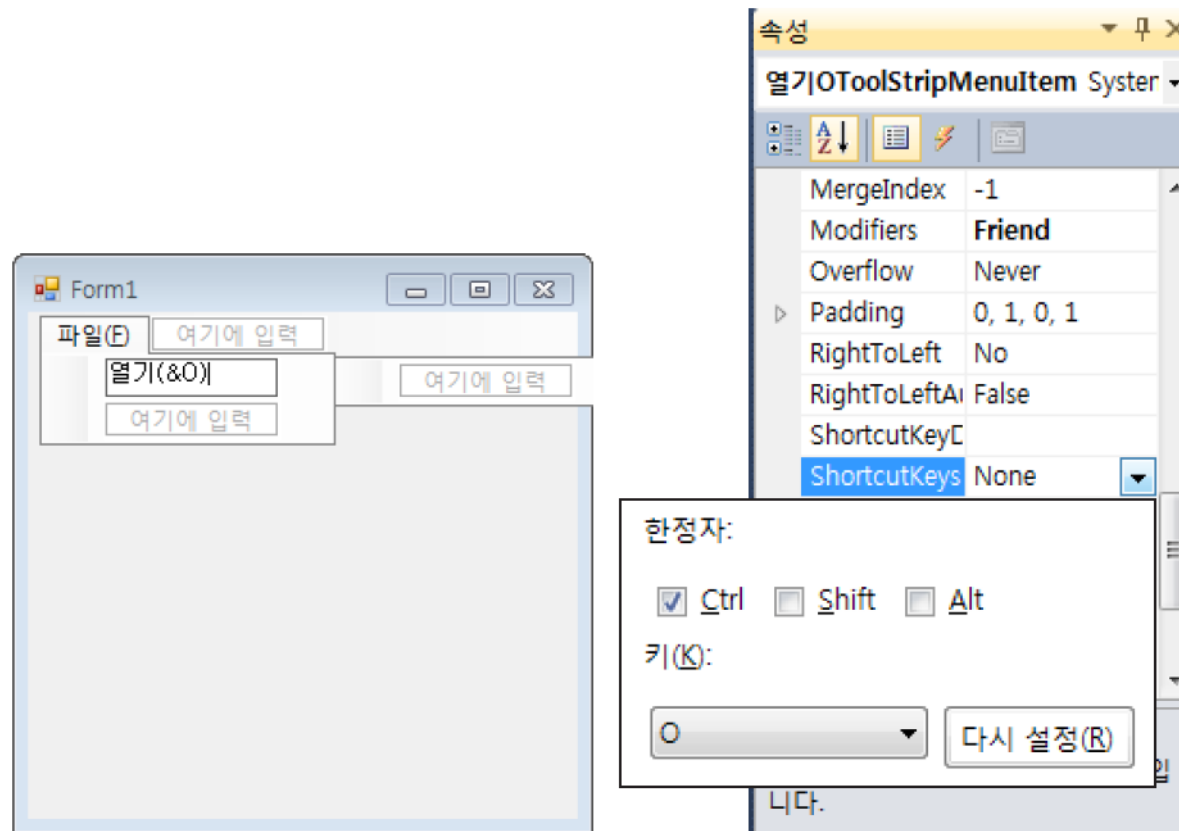 Form1
파일(F) 여기에 입력
열기(&O) 여기에 입력
여기에 입력
속성
열기OToolStripMenuItem Syster
MergeIndex -1
Modifiers Friend
Overflow Never
Padding 0, 1, 0, 1
RightToLeft No
RightToLeftAu False
ShortcutKeyD
ShortcutKeys None
한정자:
Ctrl Shift Alt
키(K):
O 다시 설정(R)
입
니다.